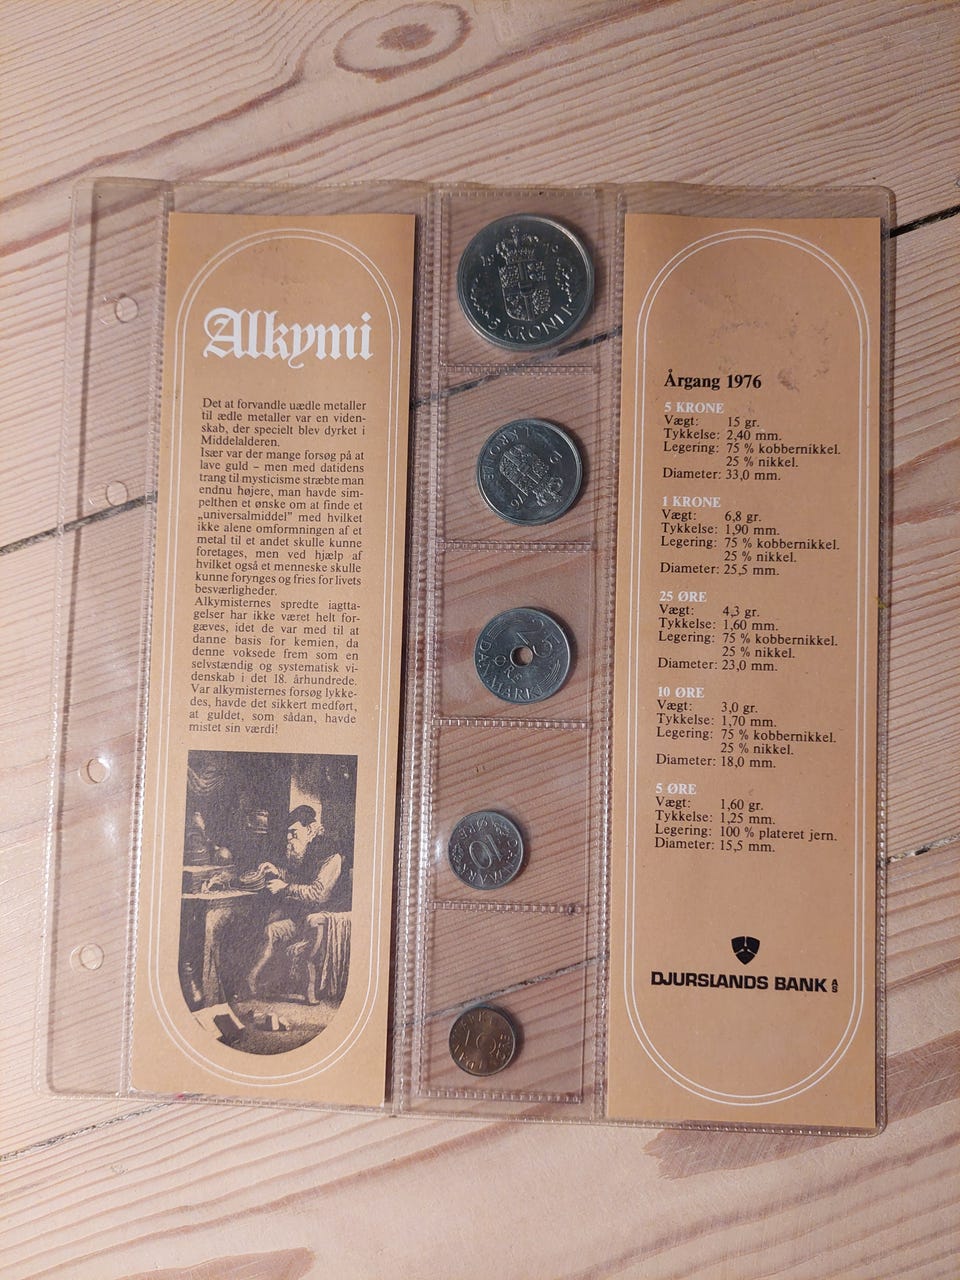 Alkymi
Det at forvandle uædle metaller
til ædle metaller var en viden-
skab, der specielt blev dyrket i
Middelalderen.
Især var der mange forsøg på at
lave guld – men med datidens
trang til mysticisme stræbte man
endnu højere, man havde sim-
pelthen et ønske om at finde et
„universalmiddel" med hvilket
ikke alene omformningen af et
metal til et andet skulle kunne
foretages, men ved hjælp af
hvilket også et menneske skulle
kunne forynges og fries for livets
besværligheder.
Alkymisternes spredte iagtta-
gelser har ikke været helt for-
gæves, idet de var med til at
danne basis for kemien, da
denne voksede frem som en
selvstændig og systematisk vi-
denskab i det 18. århundrede.
Var alkymisternes forsøg lykke-
des, havde det sikkert medført,
at guldet, som sådan, havde
mistet sin værdi!
5 KRONER
25
ØRE
DANMARK
10
ØRE
DANMARK
Årgang 1976
5 KRONE
Vægt: 15 gr.
Tykkelse: 2,40 mm.
Legering: 75 % kobbernikkel.
25 % nikkel.
Diameter: 33,0 mm.
1 KRONE
Vægt: 6,8 gr.
Tykkelse: 1,90 mm.
Legering: 75 % kobbernikkel.
25 % nikkel.
Diameter: 25,5 mm.
25 ØRE
Vægt: 4,3 gr.
Tykkelse: 1,60 mm.
Legering: 75 % kobbernikkel.
25 % nikkel.
Diameter: 23,0 mm.
10 ØRE
Vægt: 3,0 gr.
Tykkelse: 1,70 mm.
Legering: 75 % kobbernikkel.
25 % nikkel.
Diameter: 18,0 mm.
5 ØRE
Vægt: 1,60 gr.
Tykkelse: 1,25 mm.
Legering: 100 % plateret jern.
Diameter: 15,5 mm.
DJURSLANDS BANK A/S